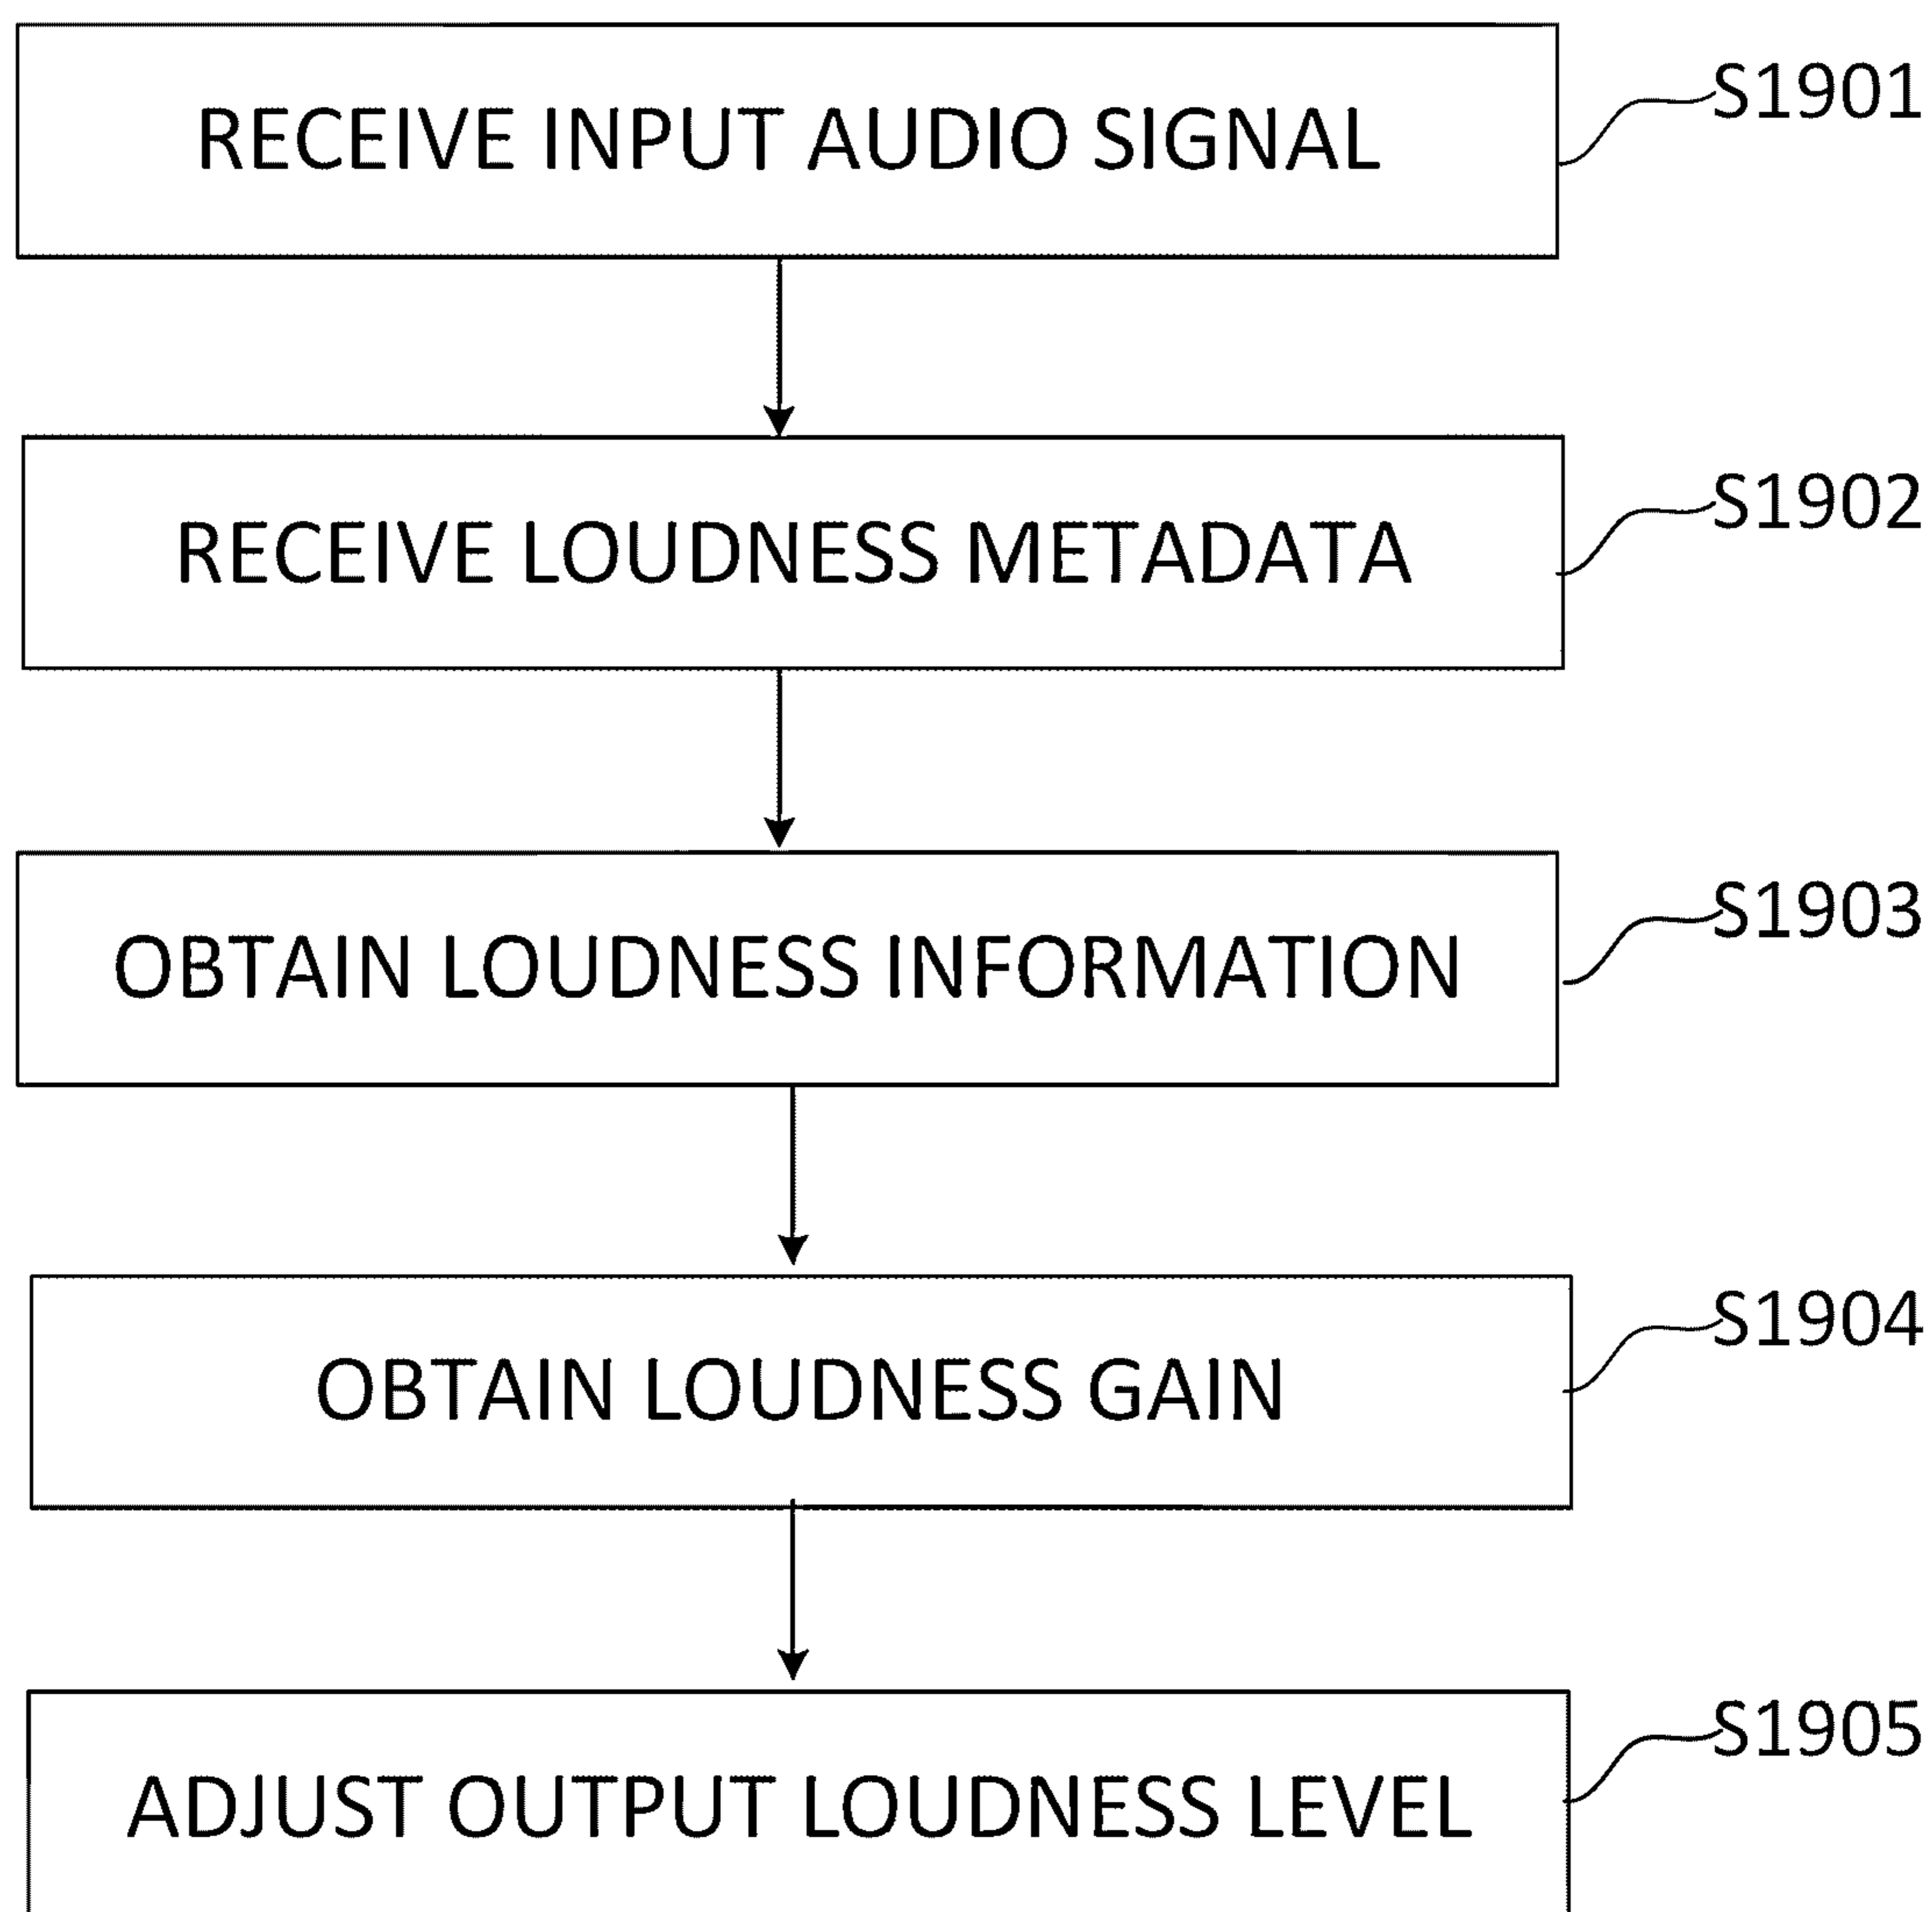 RECEIVE INPUT AUDIO SIGNAL
S1901
RECEIVE LOUDNESS METADATA
S1902
OBTAIN LOUDNESS INFORMATION
S1903
OBTAIN LOUDNESS GAIN
S1904
ADJUST OUTPUT LOUDNESS LEVEL
S1905